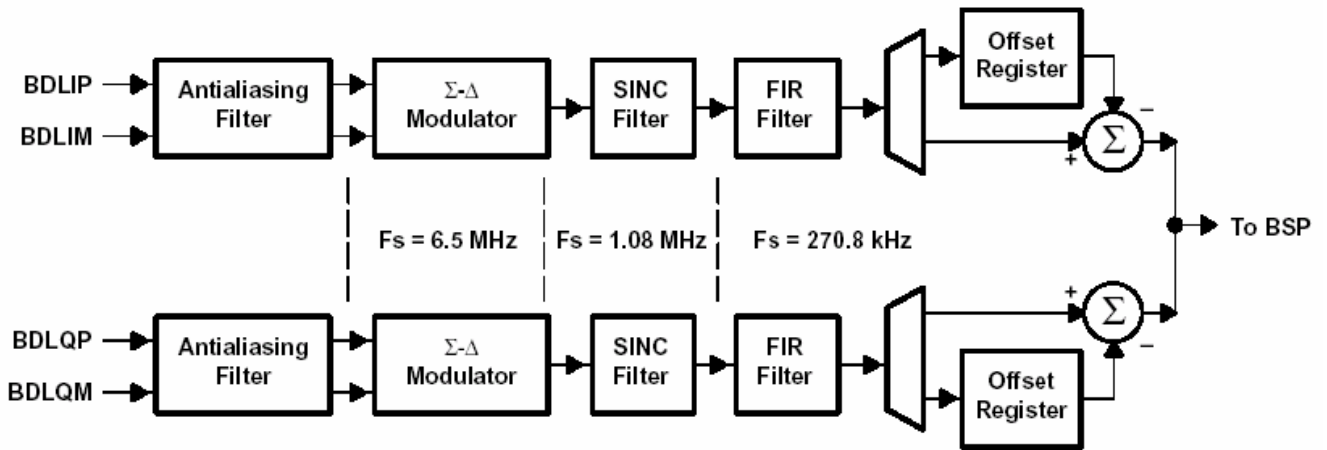 BDLIP
BDLIM
Antialiasing
Filter
Σ-Δ
Modulator
SINC
Filter
FIR
Filter
Offset
Register
−
+
Σ
Fs = 6.5 MHz
Fs = 1.08 MHz
Fs = 270.8 kHz
To BSP
BDLQP
BDLQM
Antialiasing
Filter
Σ-Δ
Modulator
SINC
Filter
FIR
Filter
+
Σ
−
Offset
Register